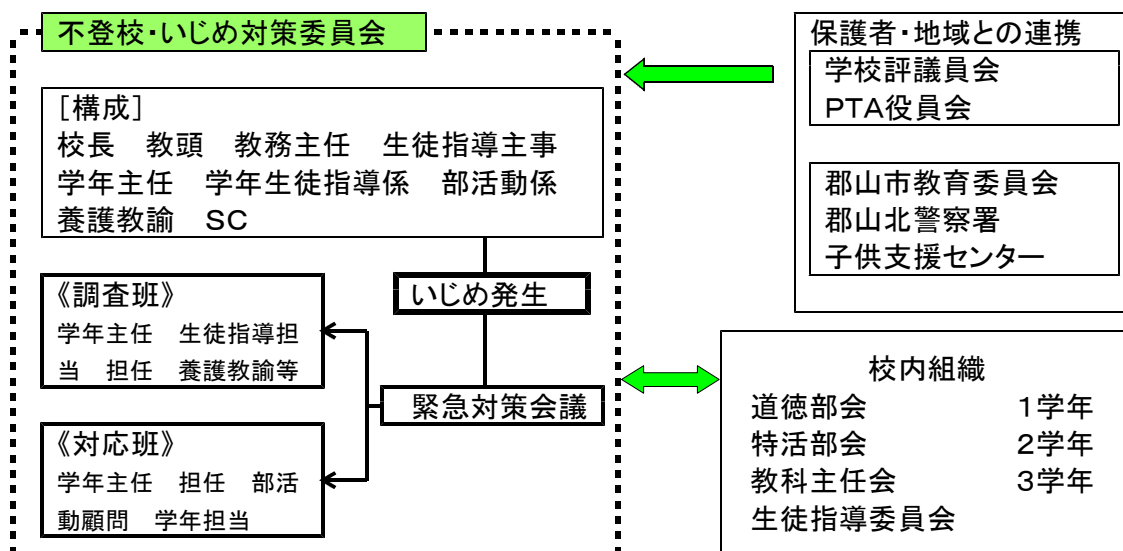 不登校・いじめ対策委員会
［構成］
校長　教頭　教務主任　生徒指導主事
学年主任　学年生徒指導係　部活動係
養護教諭　SC
いじめ発生
緊急対策会議
《調査班》
学年主任　生徒指導担
当　担任　養護教諭等
《対応班》
学年主任　担任　部活
動顧問　学年担当
保護者・地域との連携
学校評議員会
PTA役員会
郡山市教育委員会
郡山北警察署
子供支援センター
校内組織
道徳部会　１学年
特活部会　２学年
教科主任会　３学年
生徒指導委員会